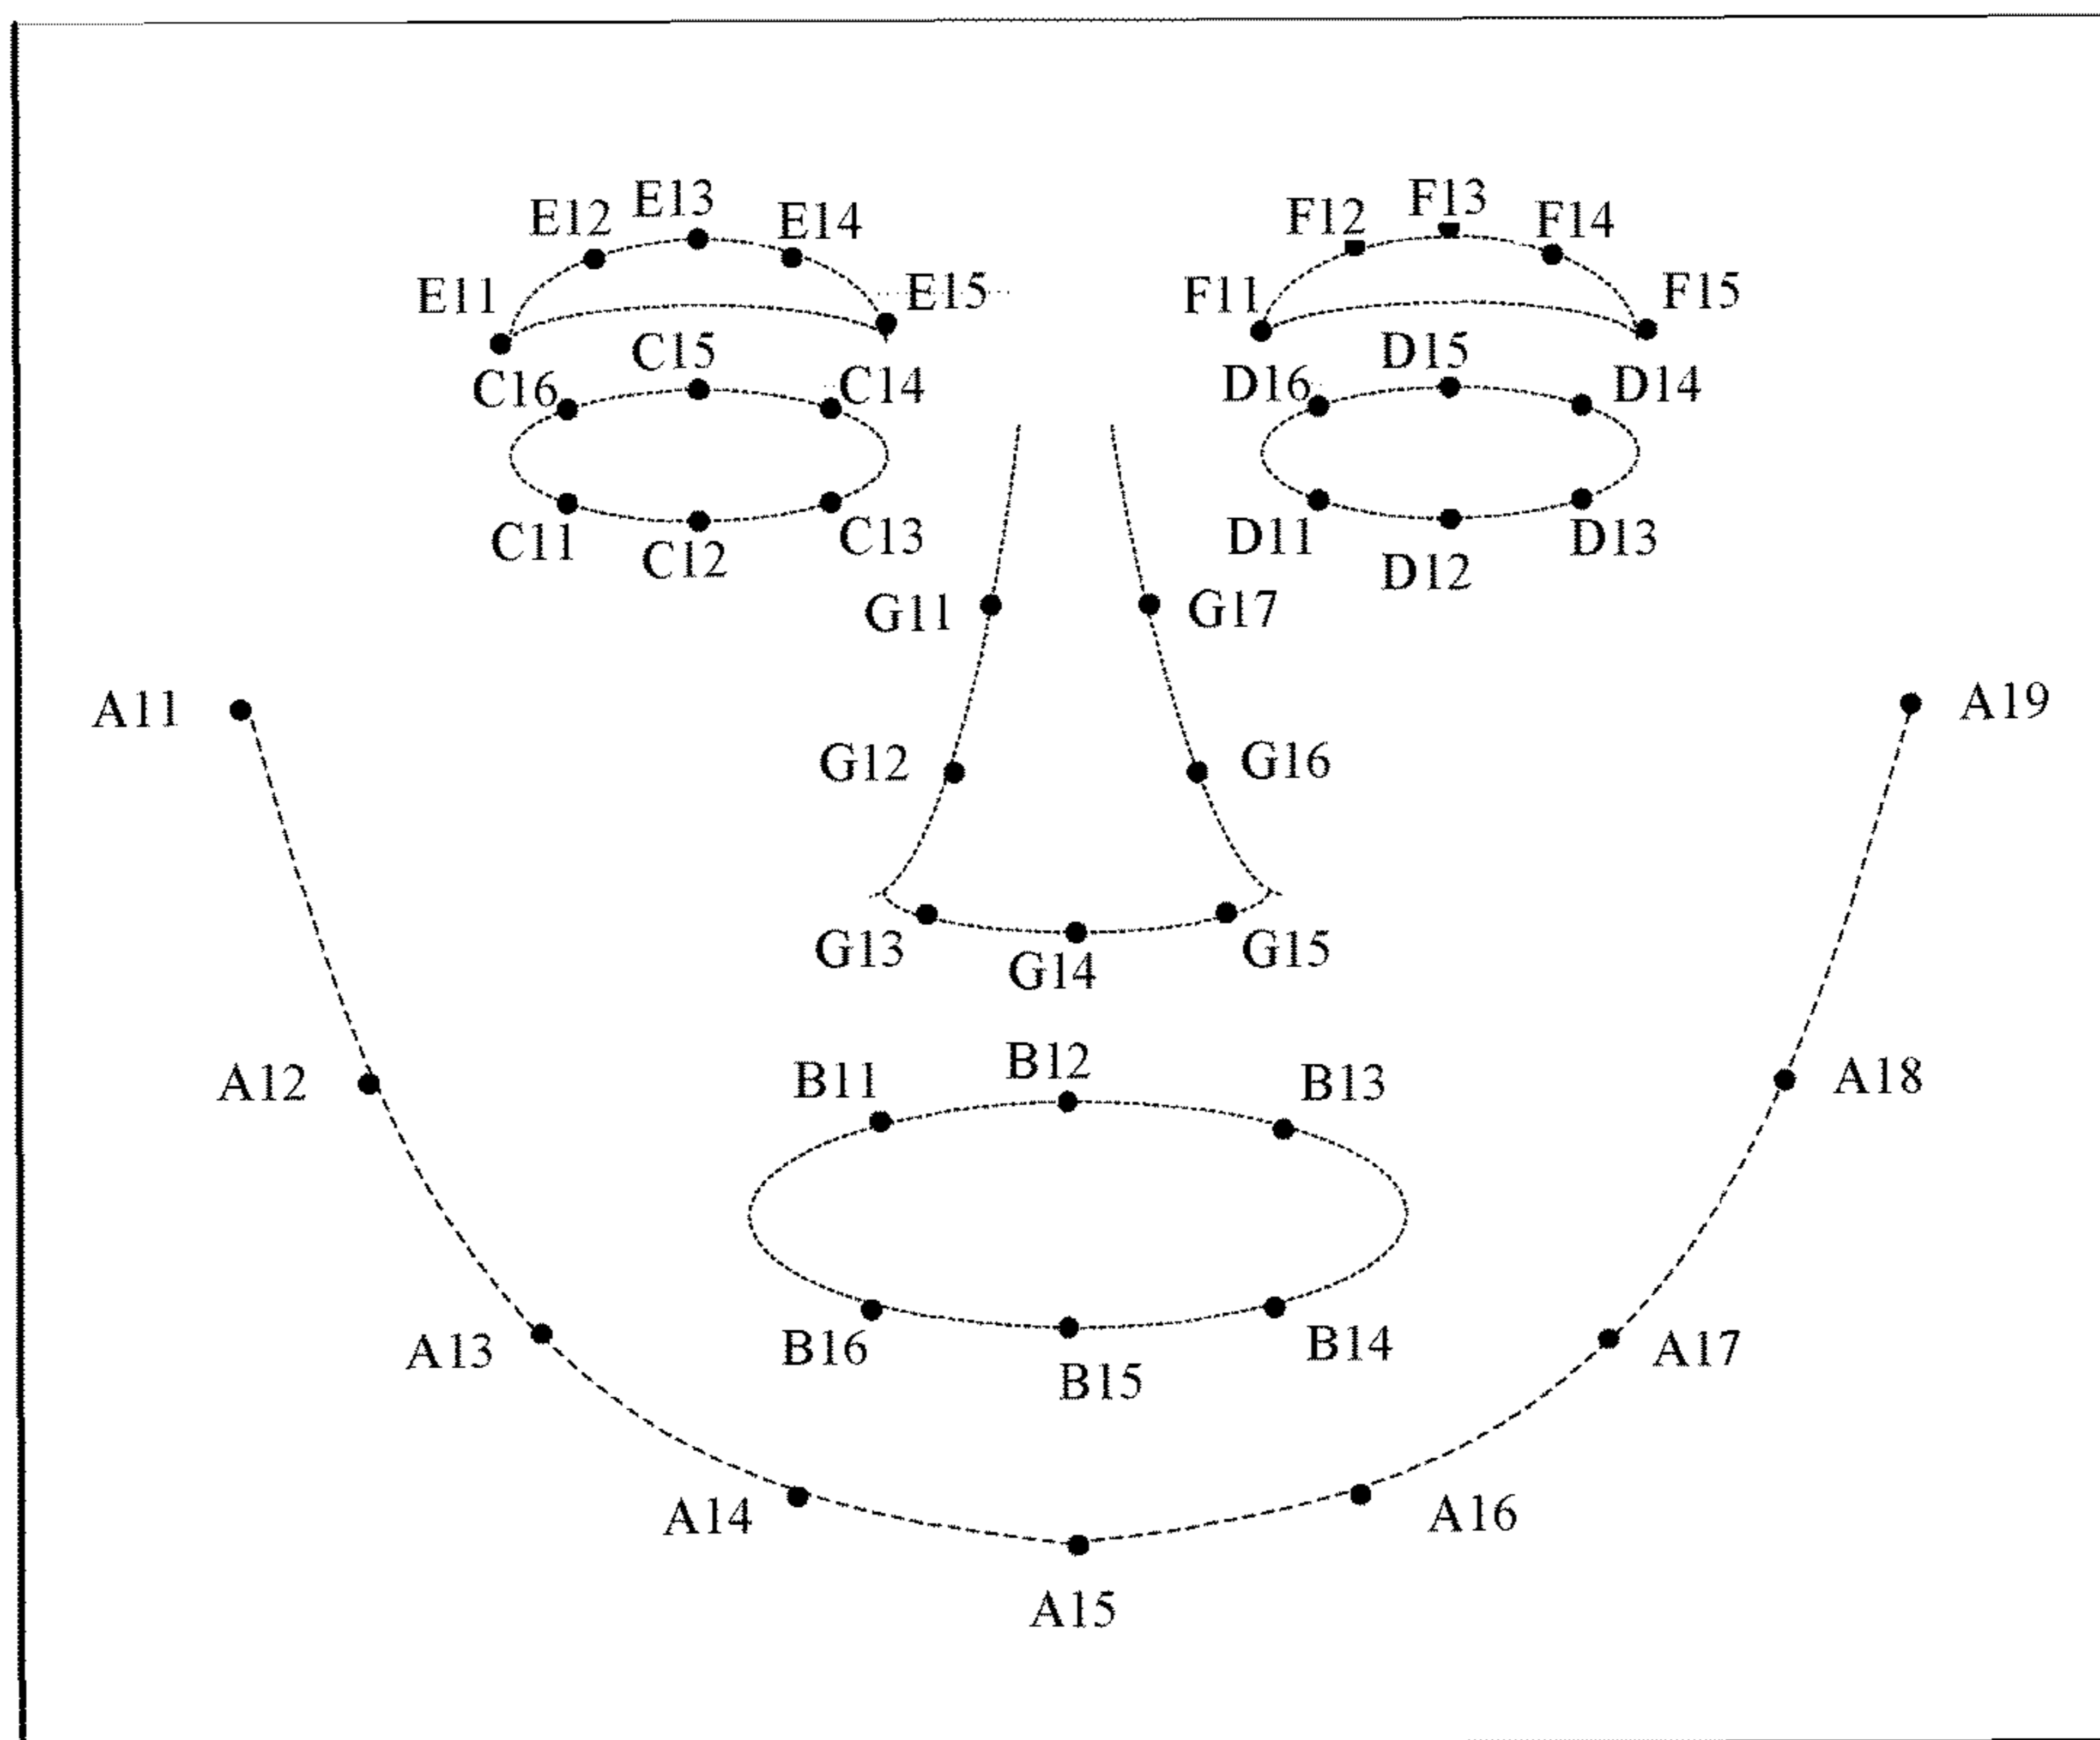 E12 E13 E14 F12 F13 F14
E11 E15 F11 F15
C16 C15 C14 D16 D15 D14
C11 C12 C13 D11 D12 D13
G11 G17
A11 A19
G12 G16
G13 G14 G15
A12 B11 B12 B13 A18
A13 B16 B15 B14 A17
A14 A16
A15